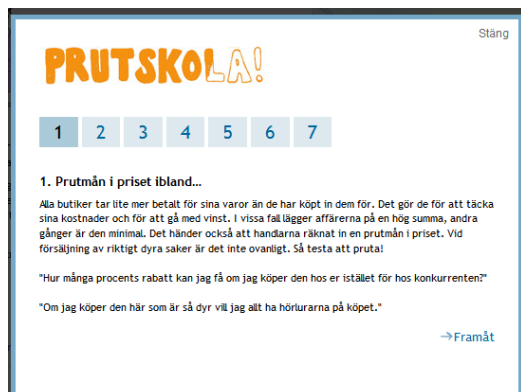 Stäng
PRUTSKOLA!
1 2 3 4 5 6 7
1. Prutmån i priset ibland...
Alla butiker tar lite mer betalt för sina varor än de har köpt in dem för. Det gör de för att täcka
sina kostnader och för att gå med vinst. I vissa fall lägger affärerna på en hög summa, andra
gånger är den minimal. Det händer också att handlarna räknat in en prutmån i priset. Vid
försäljning av riktigt dyra saker är det inte ovanligt. Så testa att pruta!
"Hur många procents rabatt kan jag få om jag köper den hos er istället för hos konkurrenten?"
"Om jag köper den här som är så dyr vill jag allt ha hörlurarna på köpet."
→Framåt